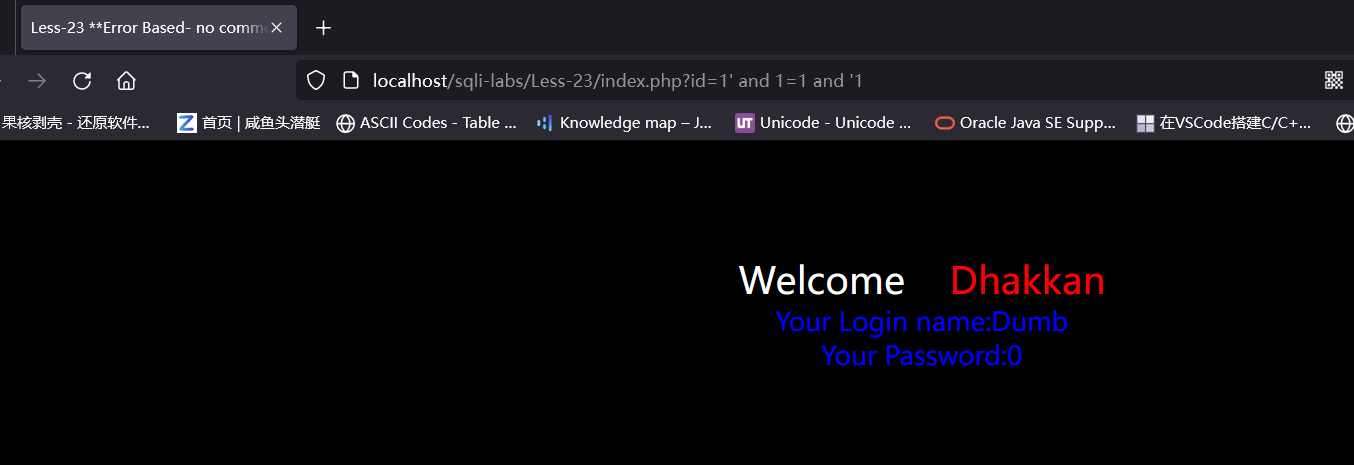 Less-23 **Error Based- no comm
localhost/sqli-labs/Less-23/index.php?id=1' and 1=1 and '1
果核剥壳 - 还原软件... 首页 | 咸鱼头潜艇 ASCII Codes - Table ... Knowledge map – J... UT Unicode - Unicode ... Oracle Java SE Supp... 在VSCode搭建C/C+...
Welcome Dhakkan
Your Login name:Dumb
Your Password:0